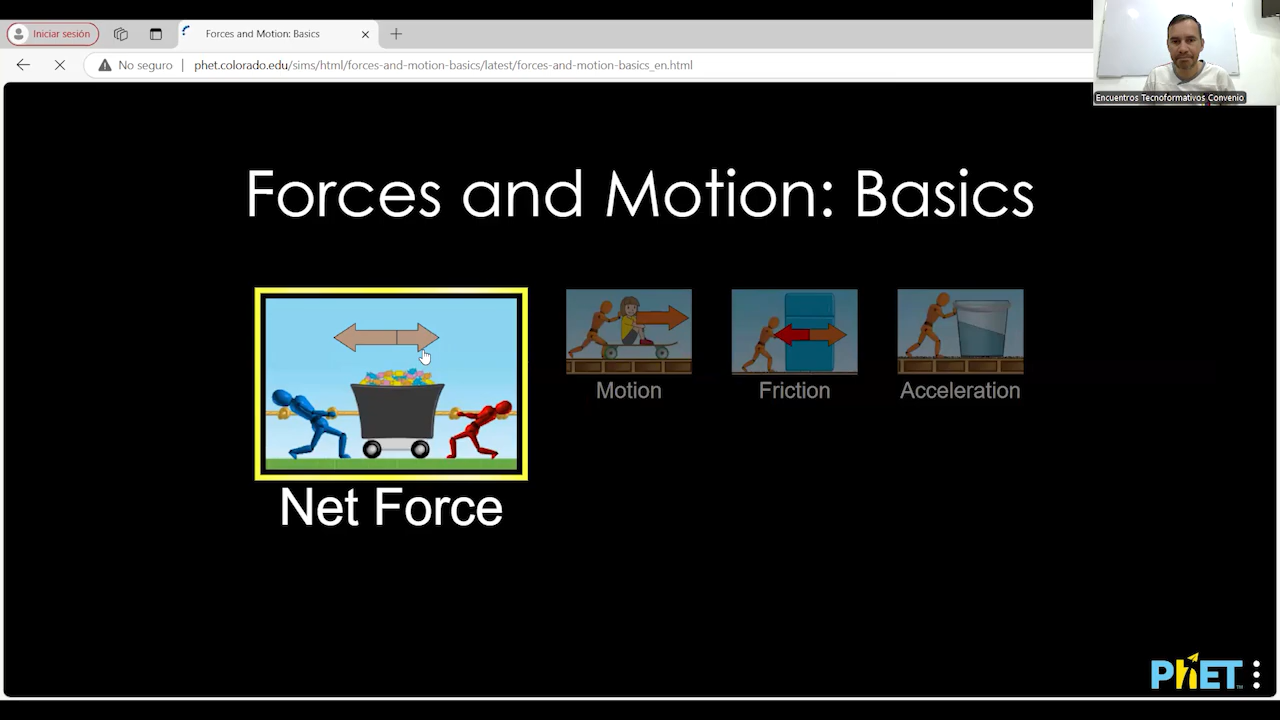 Iniciar sesión
Forces and Motion: Basics
No seguro
phet.colorado.edu/sims/html/forces-and-motion-basics/latest/forces-and-motion-basics_en.html
Encuentros Tecnoformativos Convenio
Forces and Motion: Basics
Net Force
Motion
Friction
Acceleration
PhET